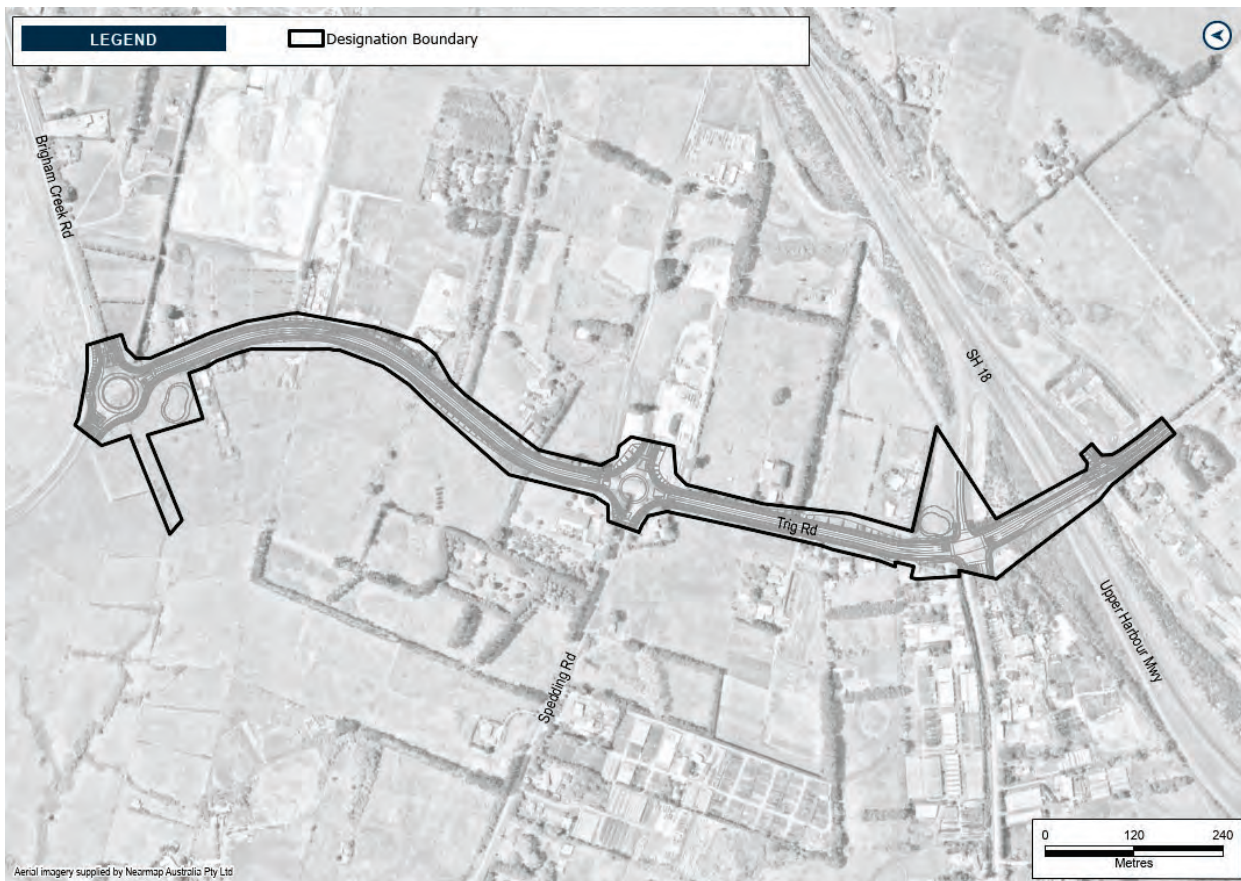 LEGEND
Designation Boundary
Brigham Creek Rd
SH 18
Trig Rd
Upper Harbour Mwy
Spedding Rd
0 120 240
Metres
Aerial imagery supplied by Nearmap Australia Pty Ltd